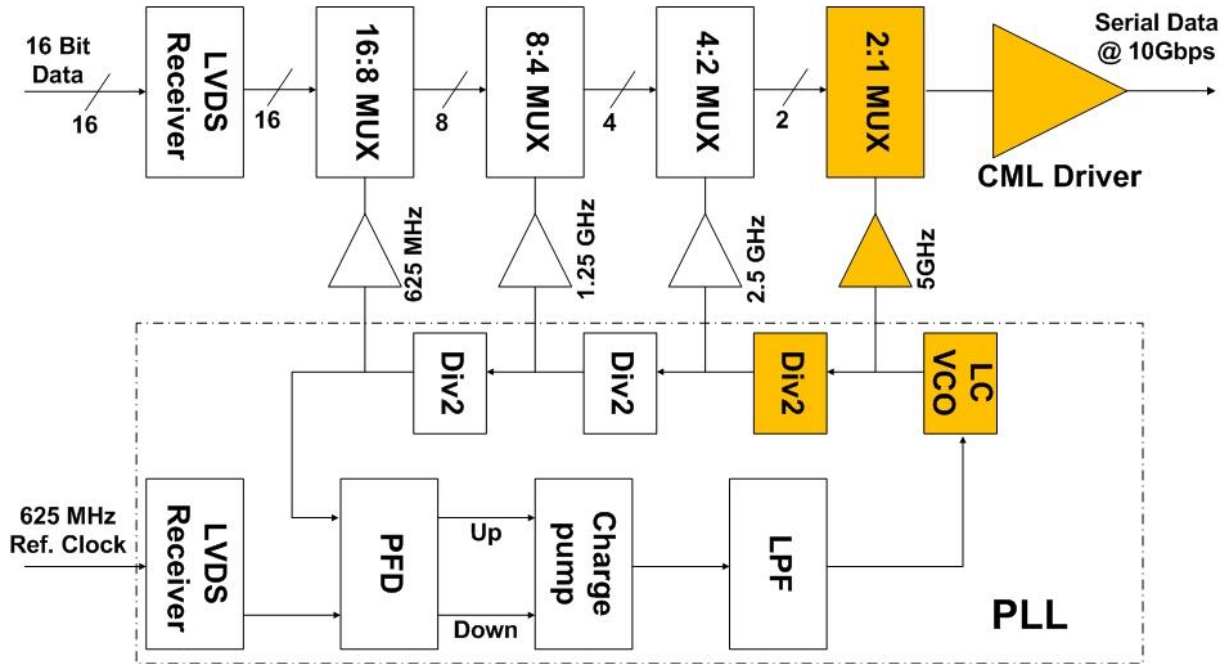 16 Bit
Data
16
LVDS
Receiver
16
16:8 MUX
8
8:4 MUX
4
4:2 MUX
2
2:1 MUX
Serial Data
@ 10Gbps
CML Driver
625 MHz
1.25 GHz
2.5 GHz
5GHz
Div2
Div2
Div2
LC
VCO
625 MHz
Ref. Clock
LVDS
Receiver
PFD
Up
Down
Charge
pump
LPF
PLL